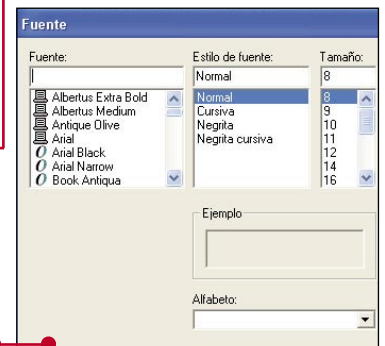 Fuente
Fuente:
Estilo de fuente:
Tamaño:
Normal
8
Albertus Extra Bold
Albertus Medium
Antique Olive
Arial
Arial Black
Arial Narrow
Book Antiqua
Normal
Cursiva
Negrita
Negrita cursiva
8
9
10
11
12
14
16
Ejemplo
Alfabeto: